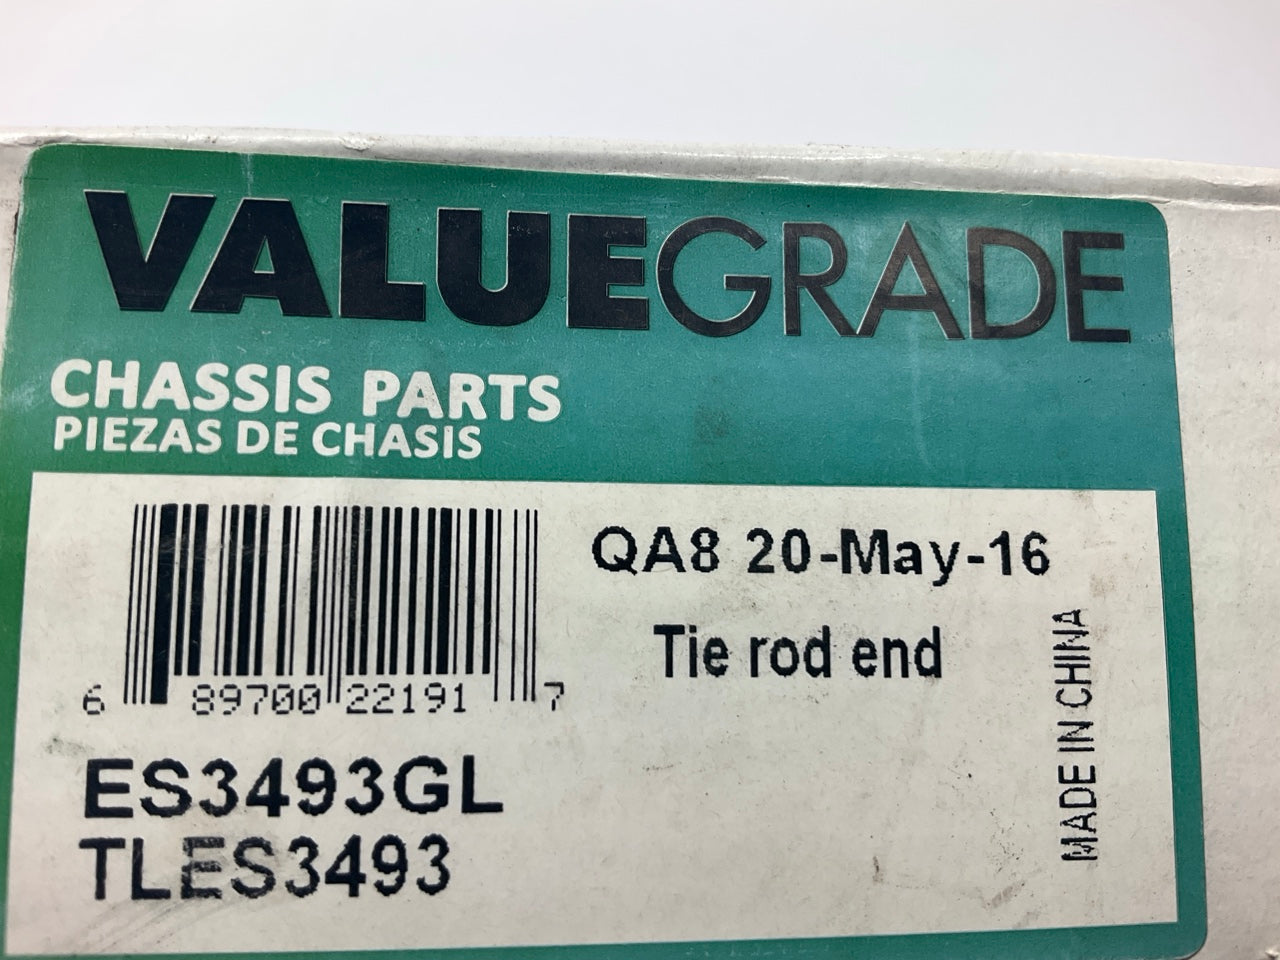 VALUEGRADE
CHASSIS PARTS
PIEZAS DE CHASIS
QA8 20-May-16
Tie rod end
MADE IN CHINA
6 89700 22191 7
ES3493GL
TLES3493